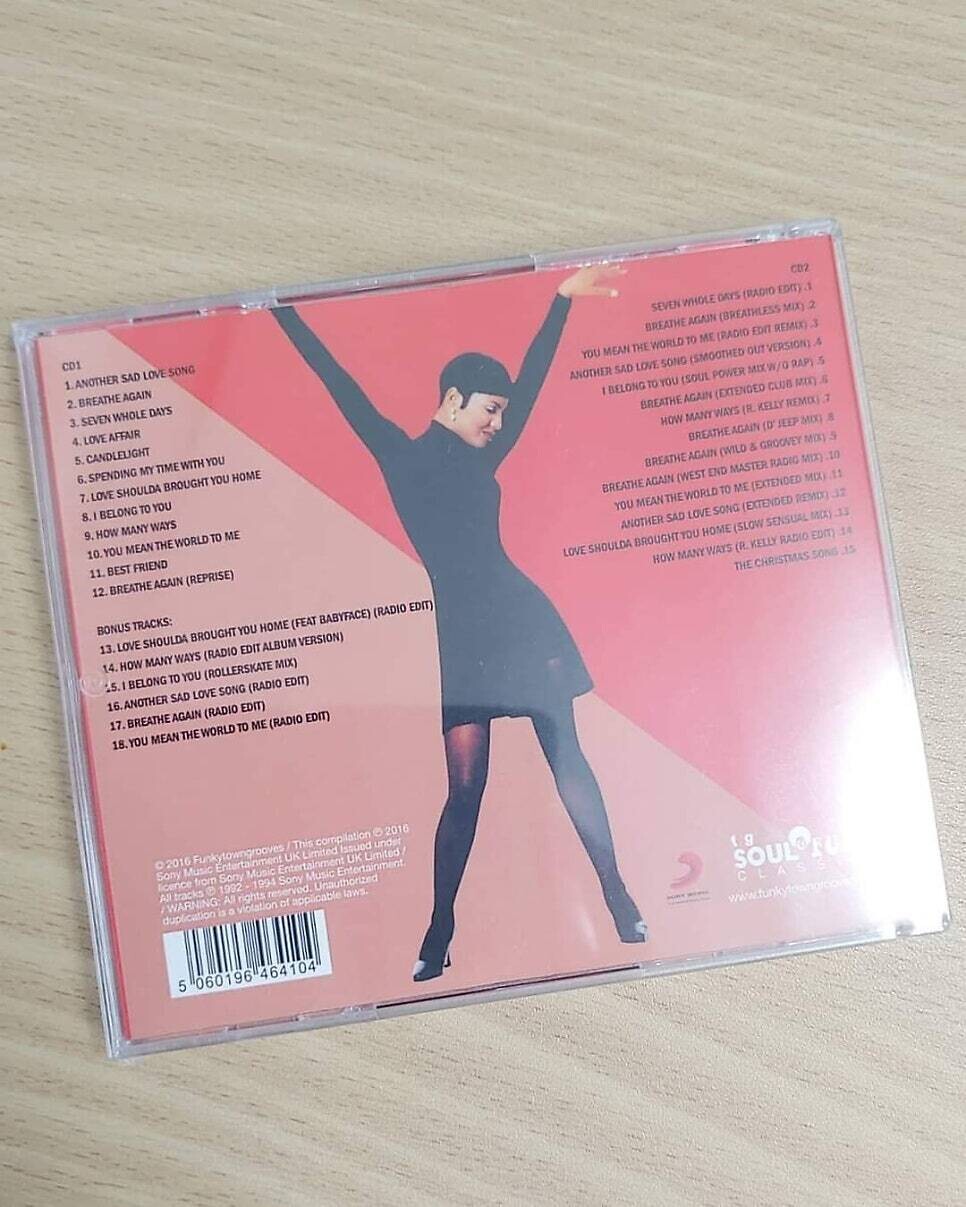 CD1
1. ANOTHER SAD LOVE SONG
2. BREATHE AGAIN
3. SEVEN WHOLE DAYS
4. LOVE AFFAIR
5. CANDLELIGHT
6. SPENDING MY TIME WITH YOU
7. LOVE SHOULDA BROUGHT YOU HOME
8. I BELONG TO YOU
9. HOW MANY WAYS
10. YOU MEAN THE WORLD TO ME
11. BEST FRIEND
12. BREATHE AGAIN (REPRISE)
BONUS TRACKS:
13. LOVE SHOULDA BROUGHT YOU HOME (FEAT BABYFACE) (RADIO EDIT)
14. HOW MANY WAYS (RADIO EDIT ALBUM VERSION)
15. I BELONG TO YOU (ROLLERSKATE MIX)
16. ANOTHER SAD LOVE SONG (RADIO EDIT)
17. BREATHE AGAIN (RADIO EDIT)
18. YOU MEAN THE WORLD TO ME (RADIO EDIT)
CD2
SEVEN WHOLE DAYS (RADIO EDIT) .1
BREATHE AGAIN (BREATHLESS MIX) .2
YOU MEAN THE WORLD TO ME (RADIO EDIT REMIX) .3
ANOTHER SAD LOVE SONG (SMOOTHED OUT VERSION) .4
I BELONG TO YOU (SOUL POWER MIX W/O RAP) .5
BREATHE AGAIN (EXTENDED CLUB MIX) .6
HOW MANY WAYS (R. KELLY REMIX) .7
BREATHE AGAIN (D' JEEP MIX) .8
BREATHE AGAIN (WILD & GROOVEY MIX) .9
BREATHE AGAIN (WEST END MASTER RADIO MIX) .10
YOU MEAN THE WORLD TO ME (EXTENDED MIX) .11
ANOTHER SAD LOVE SONG (EXTENDED REMIX) .12
LOVE SHOULDA BROUGHT YOU HOME (SLOW SENSUAL MIX) .13
HOW MANY WAYS (R. KELLY RADIO EDIT) .14
THE CHRISTMAS SONG .15
© 2016 Funkytowngrooves / This compilation ℗ 2016
Sony Music Entertainment UK Limited Issued under
licence from Sony Music Entertainment UK Limited /
All tracks ℗ 1992 - 1994 Sony Music Entertainment.
/ WARNING: All rights reserved. Unauthorized
duplication is a violation of applicable laws.
5 060196 464104
SONY MUSIC
SOUL